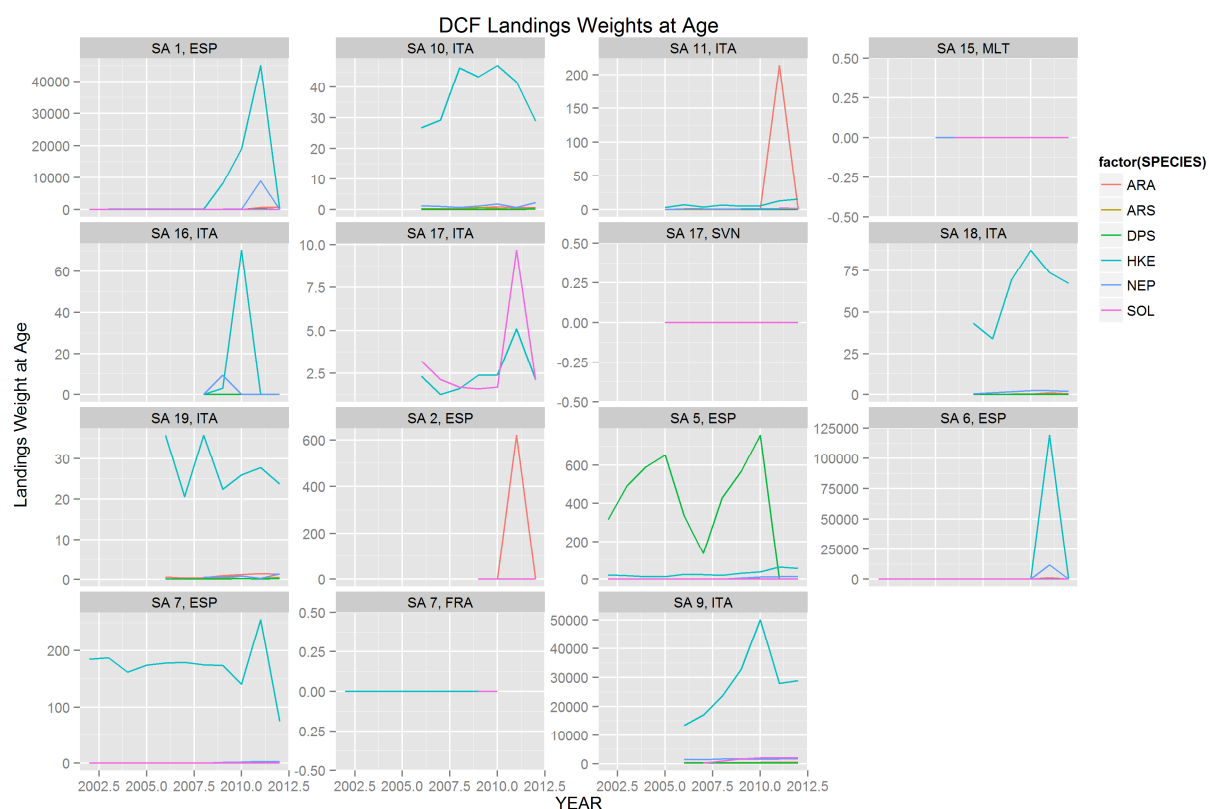 DCF Landings Weights at Age
SA 1, ESP
SA 10, ITA
SA 11, ITA
SA 15, MLT
40000
30000
20000
10000
0
40
30
20
10
0
200
150
100
50
0
0.50
0.25
0.00
-0.25
-0.50
factor(SPECIES)
ARA
ARS
DPS
HKE
NEP
SOL
SA 16, ITA
SA 17, ITA
SA 17, SVN
SA 18, ITA
60
40
20
0
10.0
7.5
5.0
2.5
0.50
0.25
0.00
-0.25
-0.50
75
50
25
0
Landings Weight at Age
SA 19, ITA
SA 2, ESP
SA 5, ESP
SA 6, ESP
30
20
10
0
600
400
200
0
600
400
200
0
125000
100000
75000
50000
25000
0
SA 7, ESP
SA 7, FRA
SA 9, ITA
200
100
0
0.50
0.25
0.00
0.25
-0.50
50000
40000
30000
20000
10000
0
2002.5 2005.0 2007.5 2010.0 2012.5
2002.5 2005.0 2007.5 2010.0 2012.5
2002.5 2005.0 2007.5 2010.0 2012.5
YEAR